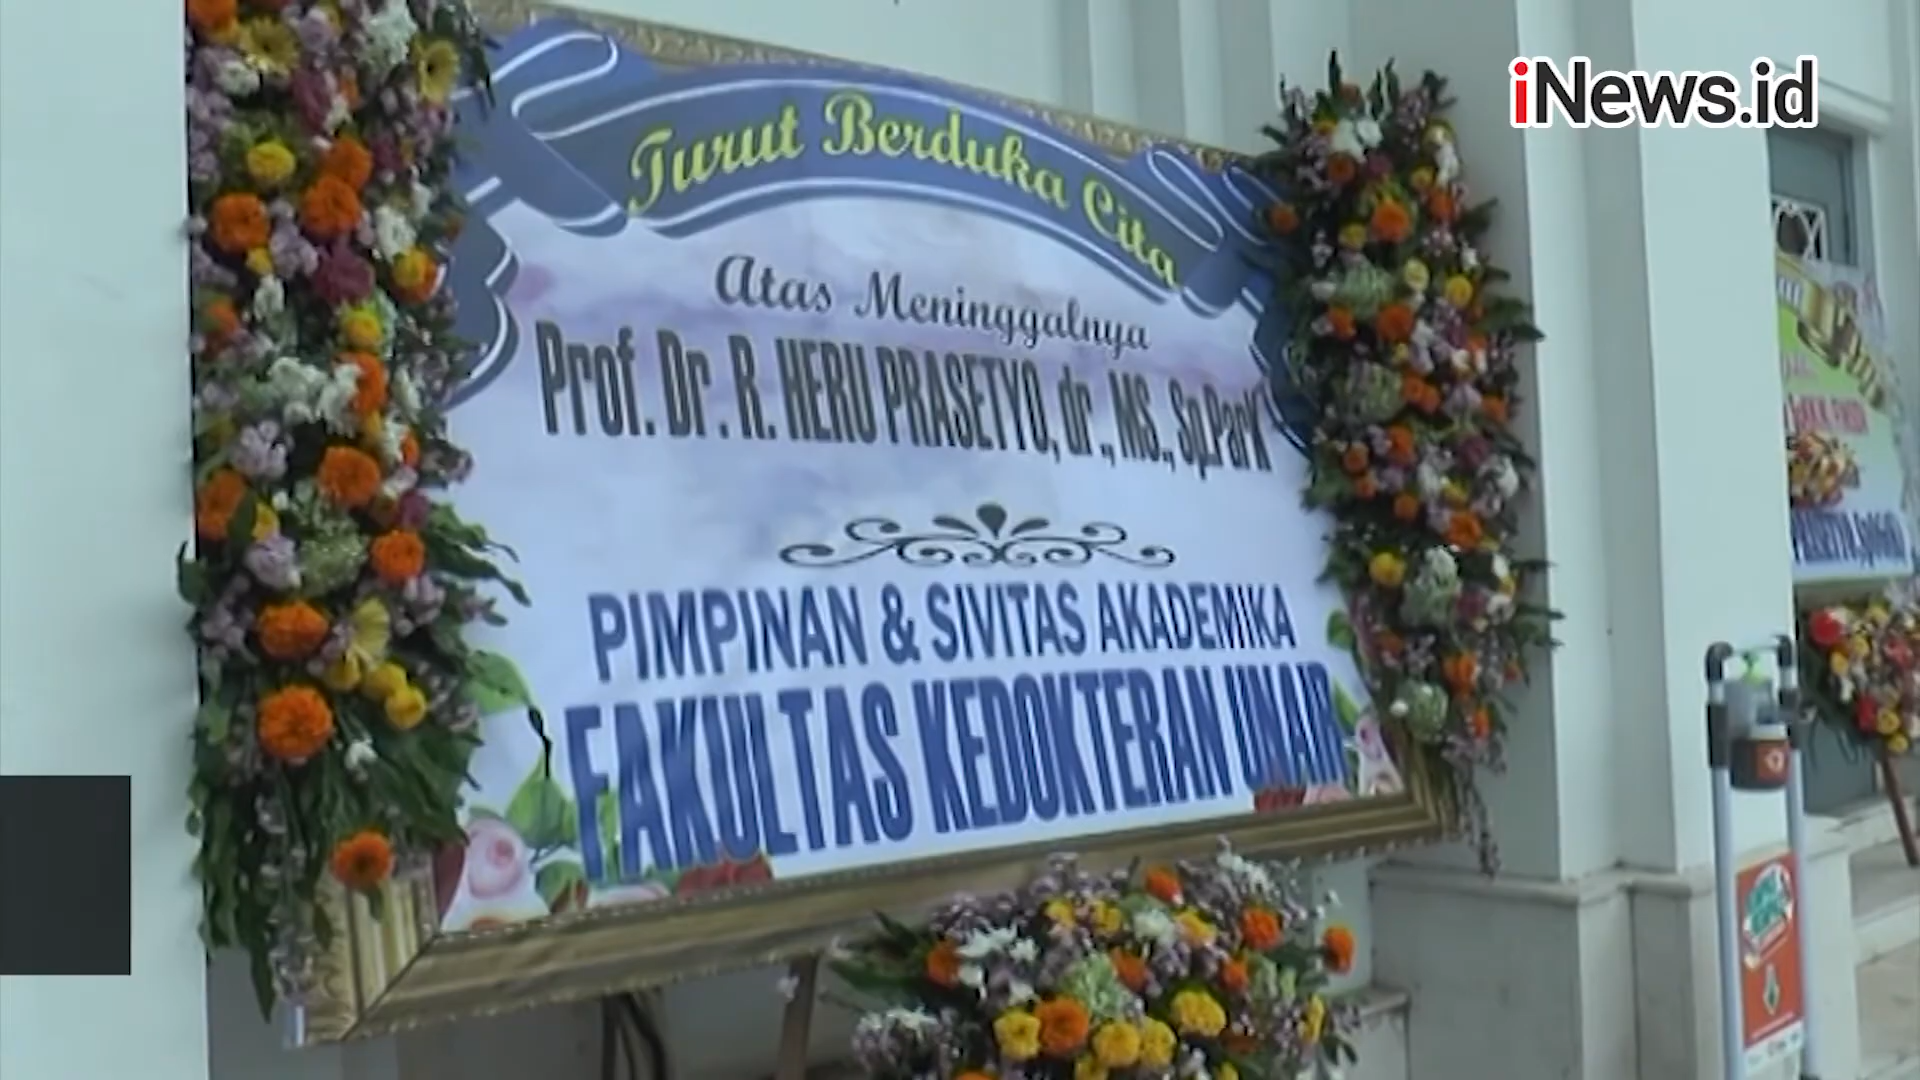 iNews.id
Turut Berduka Cita
Atas Meninggalnya
Prof. Dr. R. HERU PRASETYO, dr., MS., Sp.ParK
PIMPINAN & SIVITAS AKADEMIKA
FAKULTAS KEDOKTERAN UNAIR